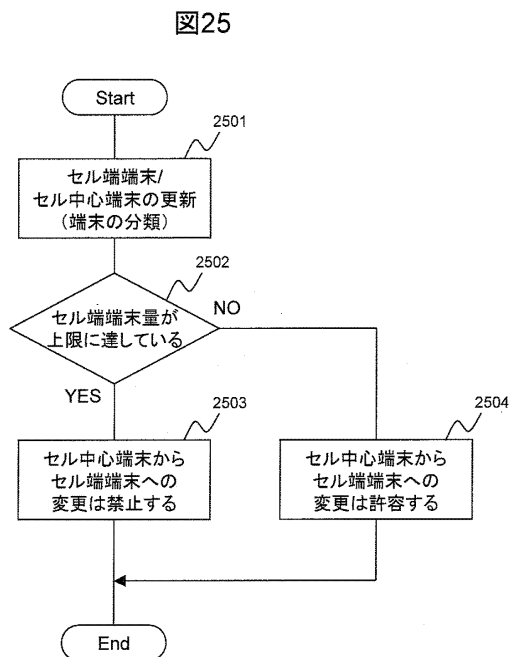 図25
Start
2501
セル端端末/
セル中心端末の更新
(端末の分類)
2502
セル端端末量が
上限に達している
NO
YES
2503
セル中心端末から
セル端端末への
変更は禁止する
2504
セル中心端末から
セル端端末への
変更は許容する
End